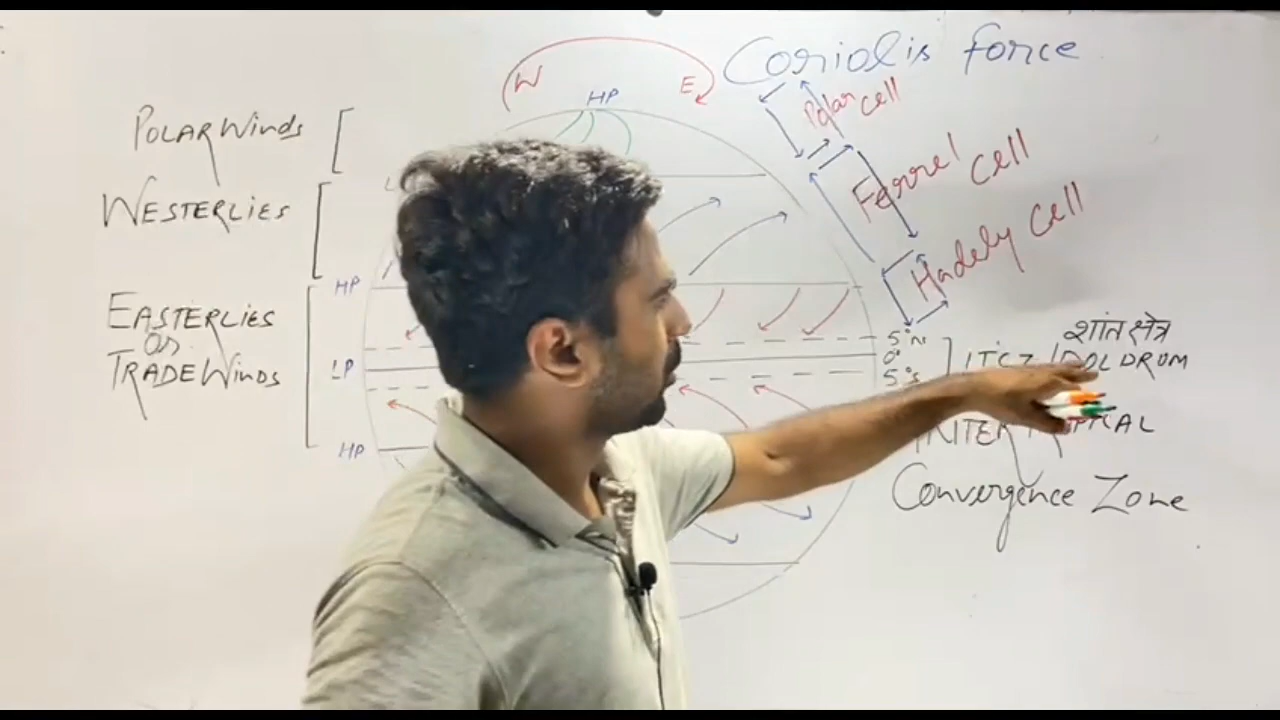 Coriolis force
W
E
HP
Polar
cell
POLAR Winds
L
WESTERLIES
Ferrel
cell
Hadely cell
HP
EASTERLIES
or
TRADE Winds
LP
HP
5°N
0°
5°S
शांत क्षेत्र
ITCZ / DOLDRUM
INTER
ICAL
Convergence Zone